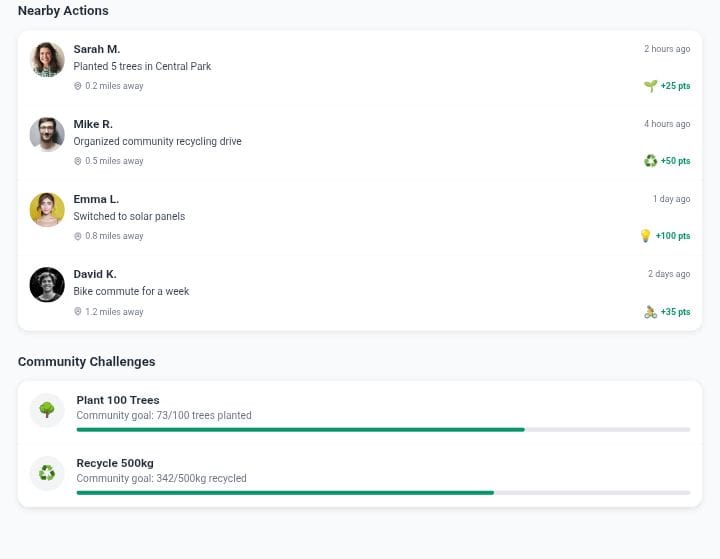 Nearby Actions
Sarah M.
2 hours ago
Planted 5 trees in Central Park
0.2 miles away
+25 pts
Mike R.
4 hours ago
Organized community recycling drive
0.5 miles away
+50 pts
Emma L.
1 day ago
Switched to solar panels
0.8 miles away
+100 pts
David K.
2 days ago
Bike commute for a week
1.2 miles away
+35 pts
Community Challenges
Plant 100 Trees
Community goal: 73/100 trees planted
Recycle 500kg
Community goal: 342/500kg recycled